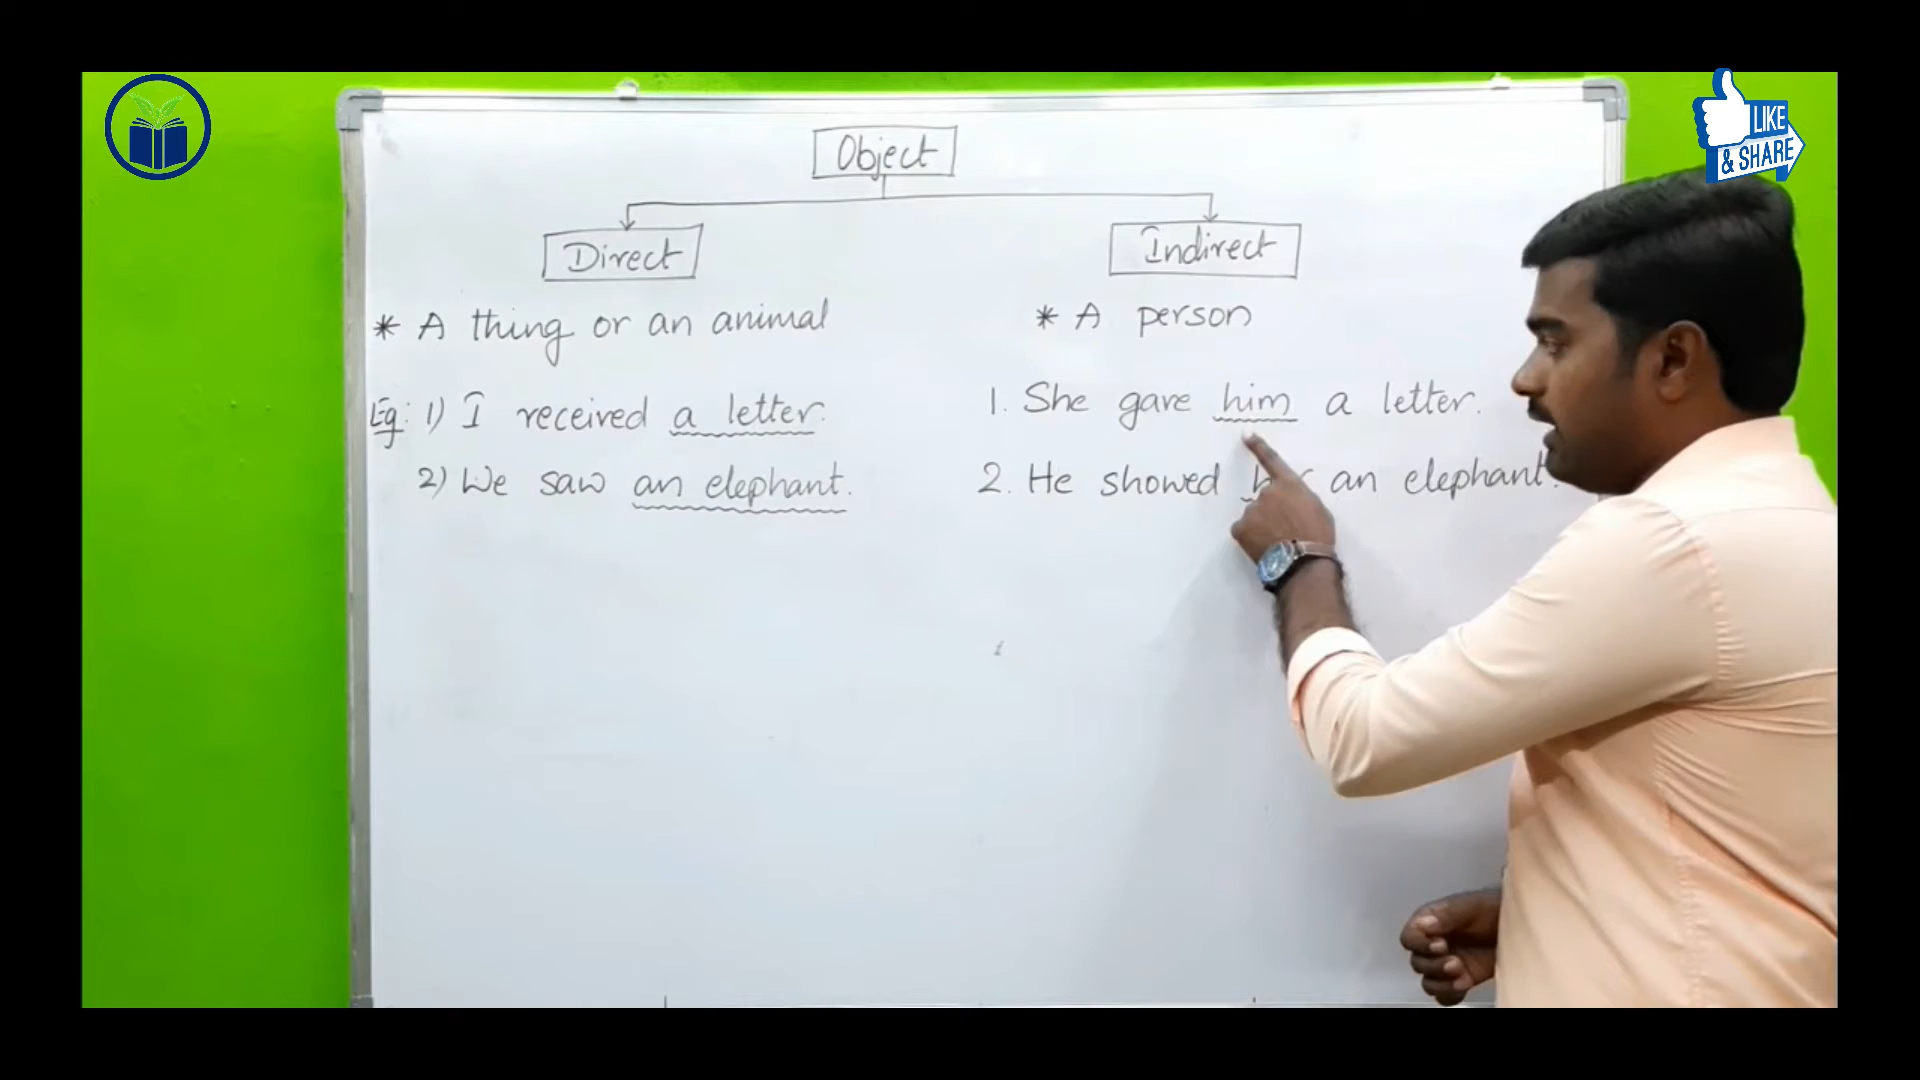 LIKE
& SHARE
Object
Direct
Indirect
* A thing or an animal
* A person
Eg: 1) I received a letter.
1. She gave him a letter.
2) We saw an elephant.
2. He showed an elephant.